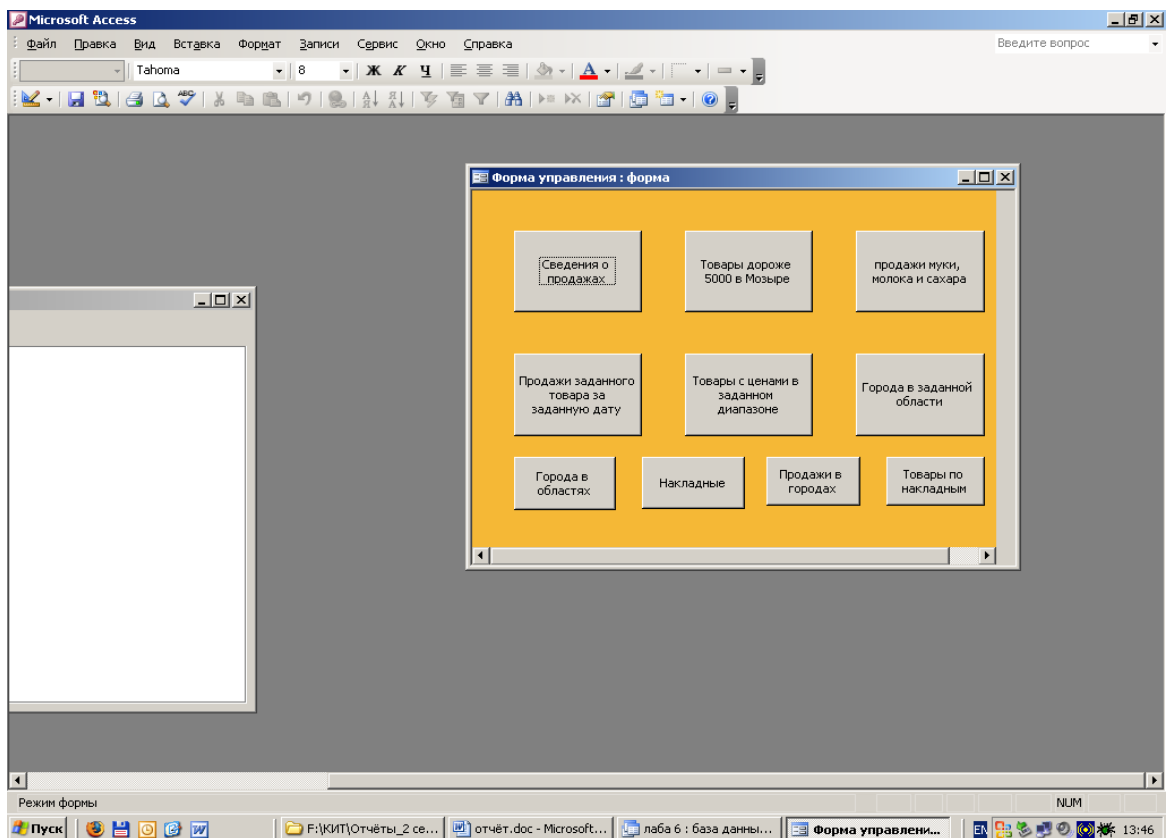 Microsoft Access
Файл Правка Вид Вставка Формат Записи Сервис Окно Справка Введите вопрос
Tahoma 8 Ж К Ч
Форма управления : форма
Сведения о
продажах
Товары дороже
5000 в Мозыре
продажи муки,
молока и сахара
Продажи заданного
товара за
заданную дату
Товары с ценами в
заданном
диапазоне
Города в заданной
области
Города в
областях
Накладные
Продажи в
городах
Товары по
накладным
Режим формы NUM
Пуск F:\КИТ\Отчёты_2 се... отчёт.doc - Microsoft... лаба 6 : база данны... Форма управлени... EN 13:46